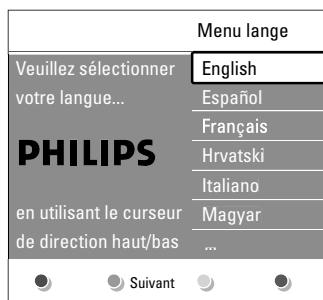 Menu lange
Veuillez sélectionner
votre langue...
PHILIPS
en utilisant le curseur
de direction haut/bas
English
Español
Français
Hrvatski
Italiano
Magyar
...
Suivant